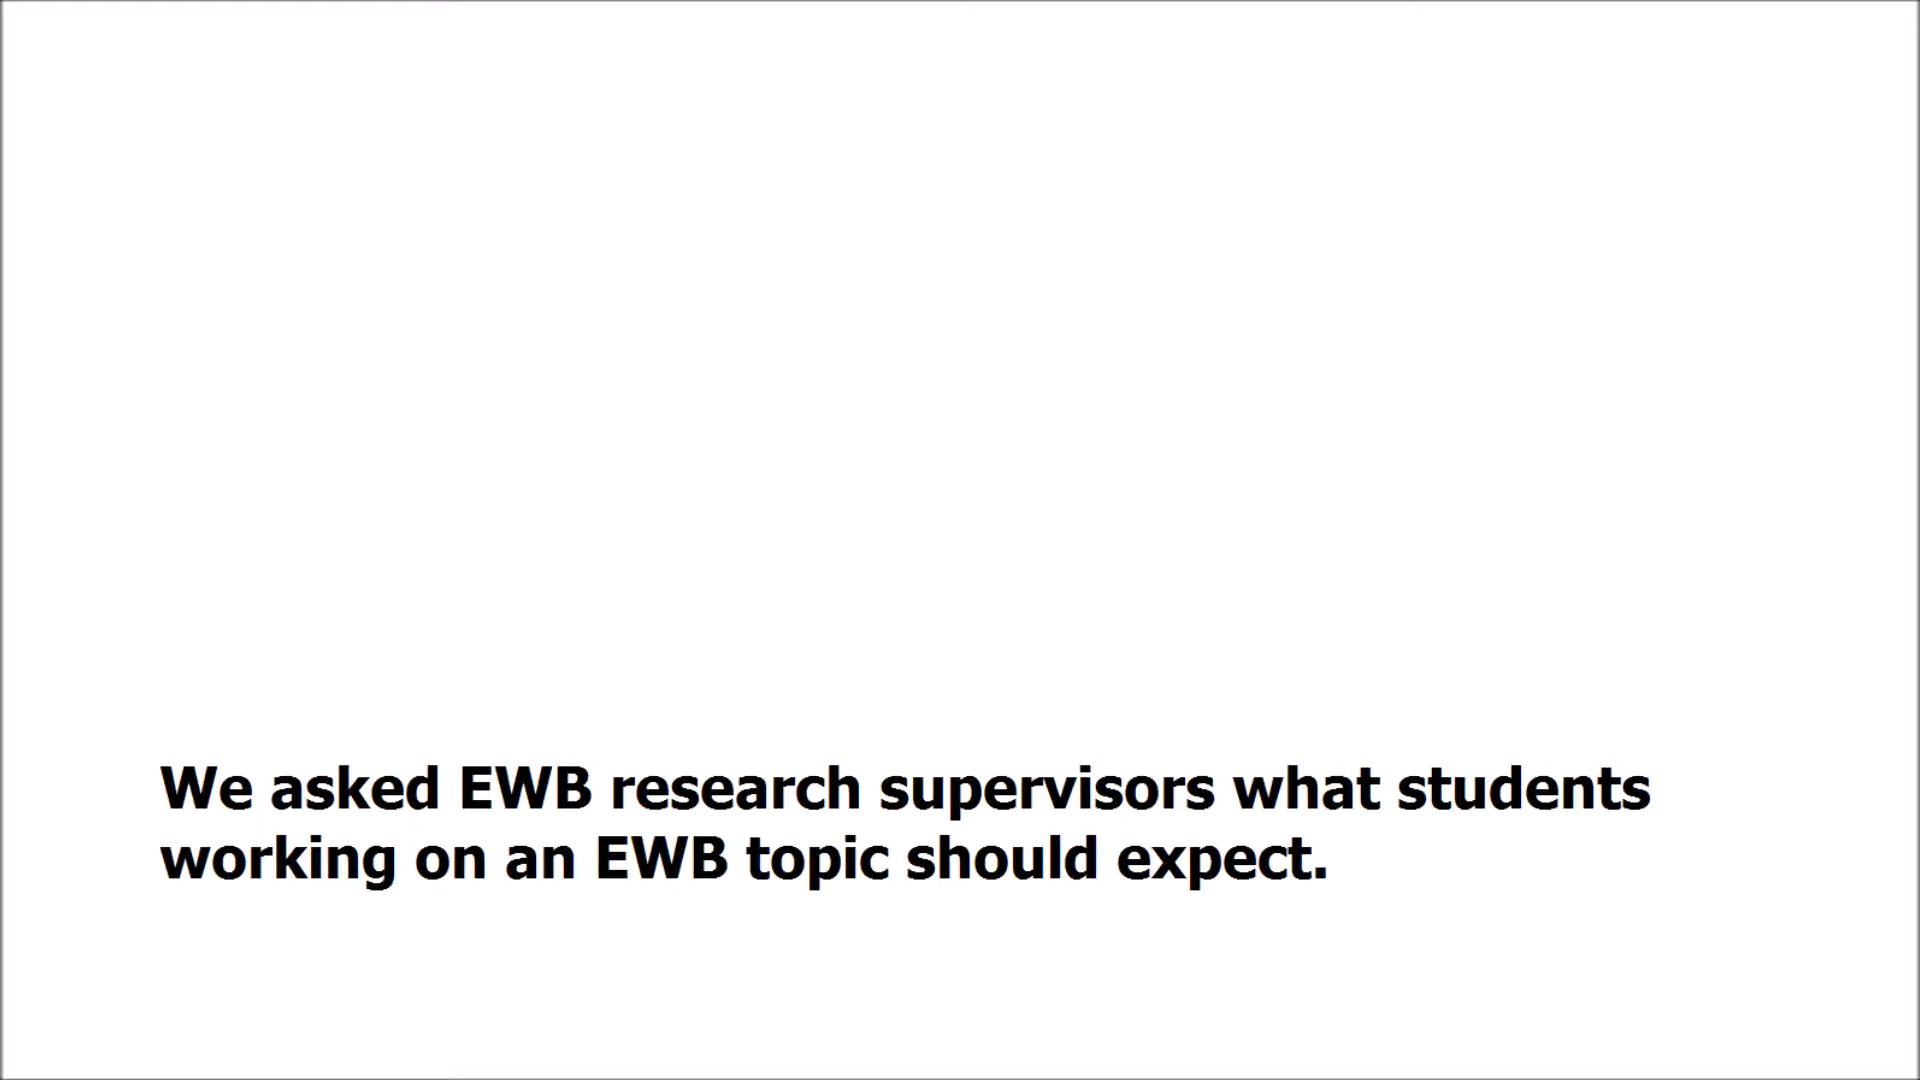 We asked EWB research supervisors what students
working on an EWB topic should expect.